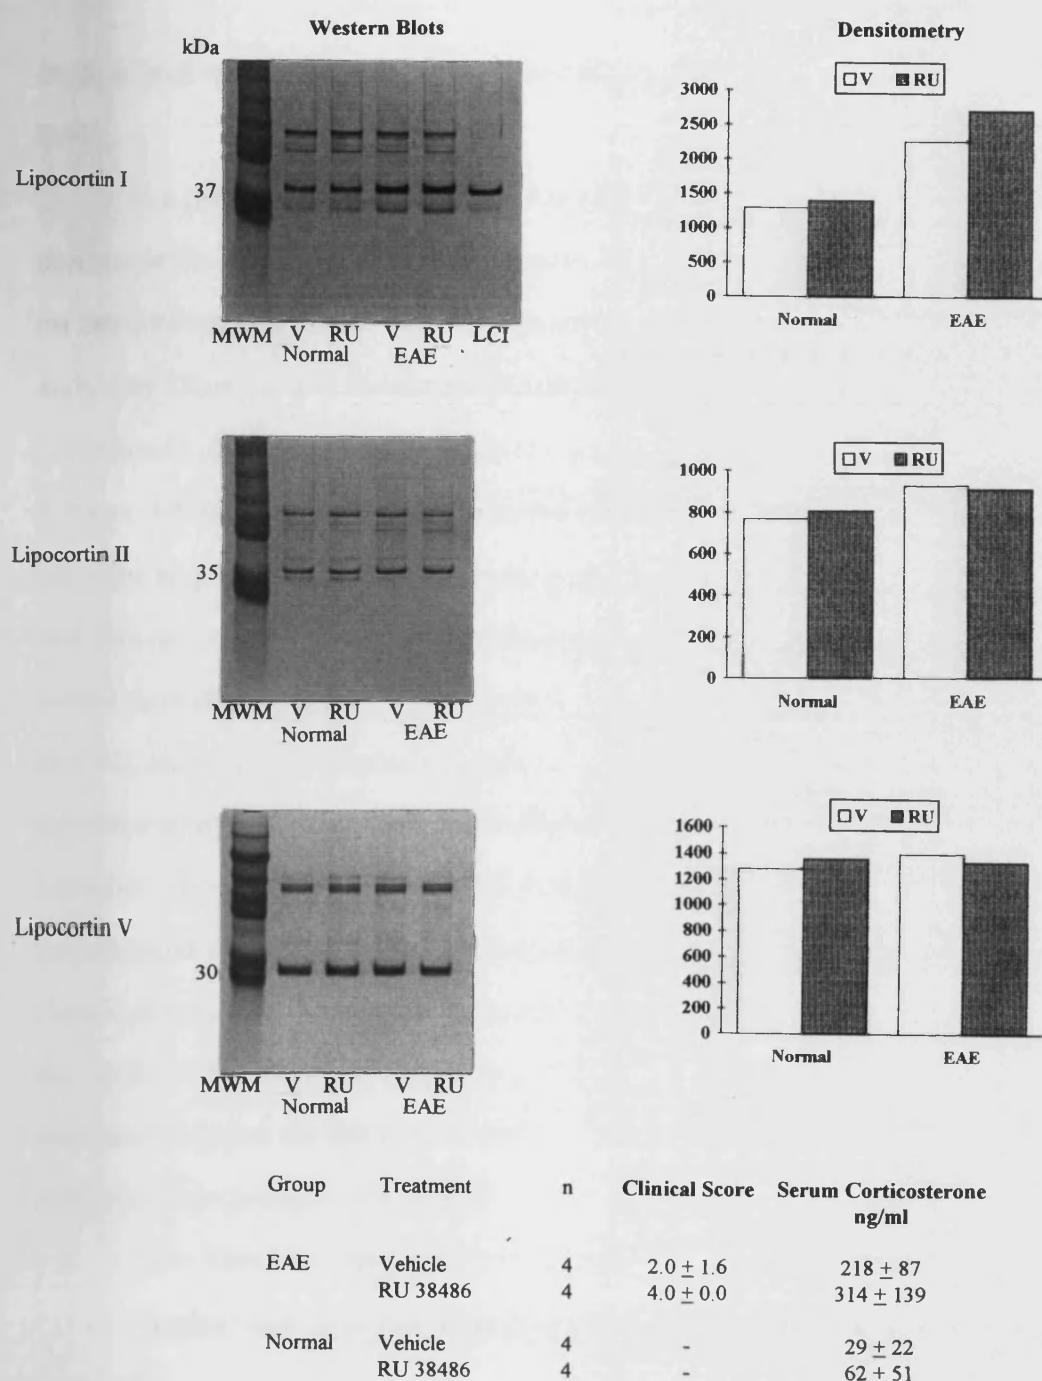 Western Blots
Densitometry
kDa
Lipocortin I
37
MWM V RU V RU LCI
Normal EAE
V RU
3000
2500
2000
1500
1000
500
0
Normal EAE
Lipocortin II
35
MWM V RU V RU
Normal EAE
V RU
1000
800
600
400
200
0
Normal EAE
Lipocortin V
30
MWM V RU V RU
Normal EAE
V RU
1600
1400
1200
1000
800
600
400
200
0
Normal EAE
Group Treatment n Clinical Score Serum Corticosterone
ng/ml
EAE Vehicle 4 2.0 ± 1.6 218 ± 87
RU 38486 4 4.0 ± 0.0 314 ± 139
Normal Vehicle 4 - 29 ± 22
RU 38486 4 - 62 ± 51